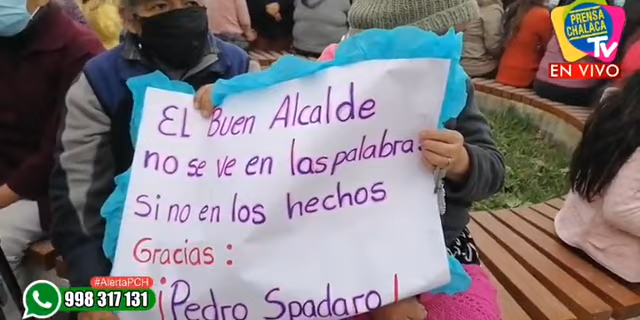 PRENSA
CHALACA
TV
EN VIVO
EL Buen Alcalde
no se ve en las palabra
Si no en los hechos
Gracias:
¡Pedro Spadaro!
#AlertaPCH
998 317 131